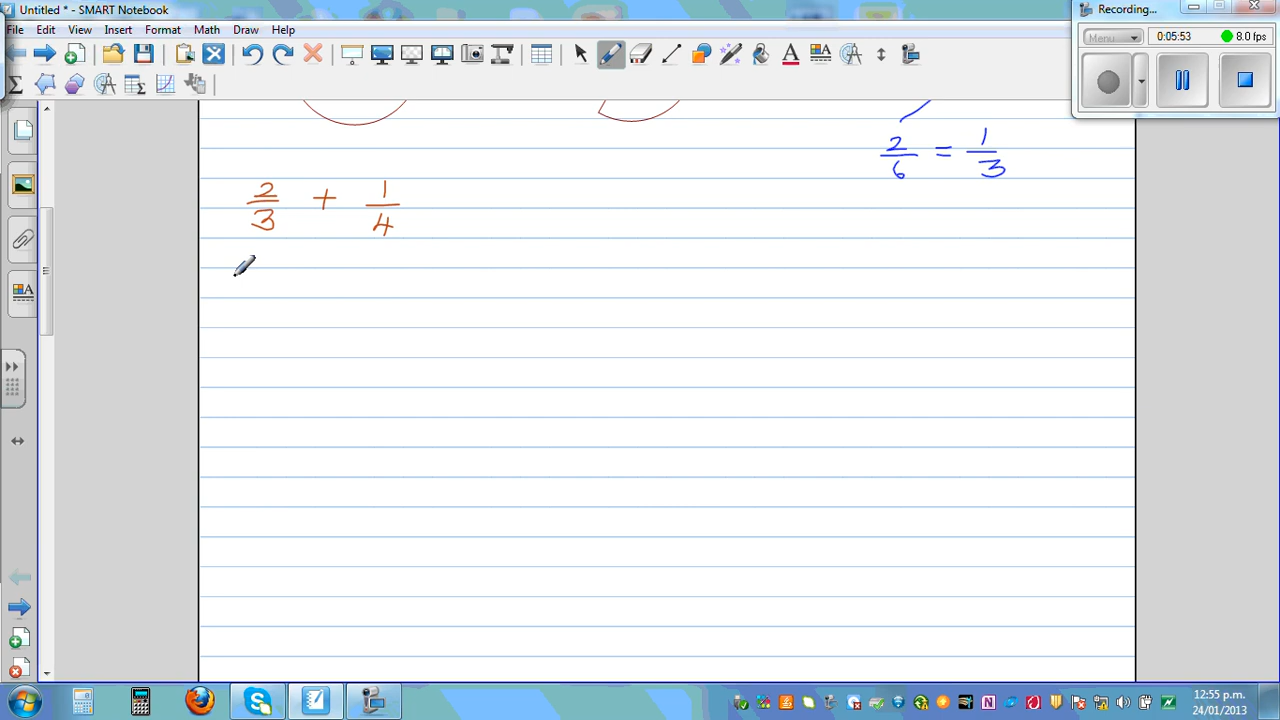 Untitled * - SMART Notebook
Recording...
File Edit View Insert Format Math Draw Help
Menu
0:05:53
8.0 fps
2/6 = 1/3
2/3 + 1/4
12:55 p.m.
24/01/2013